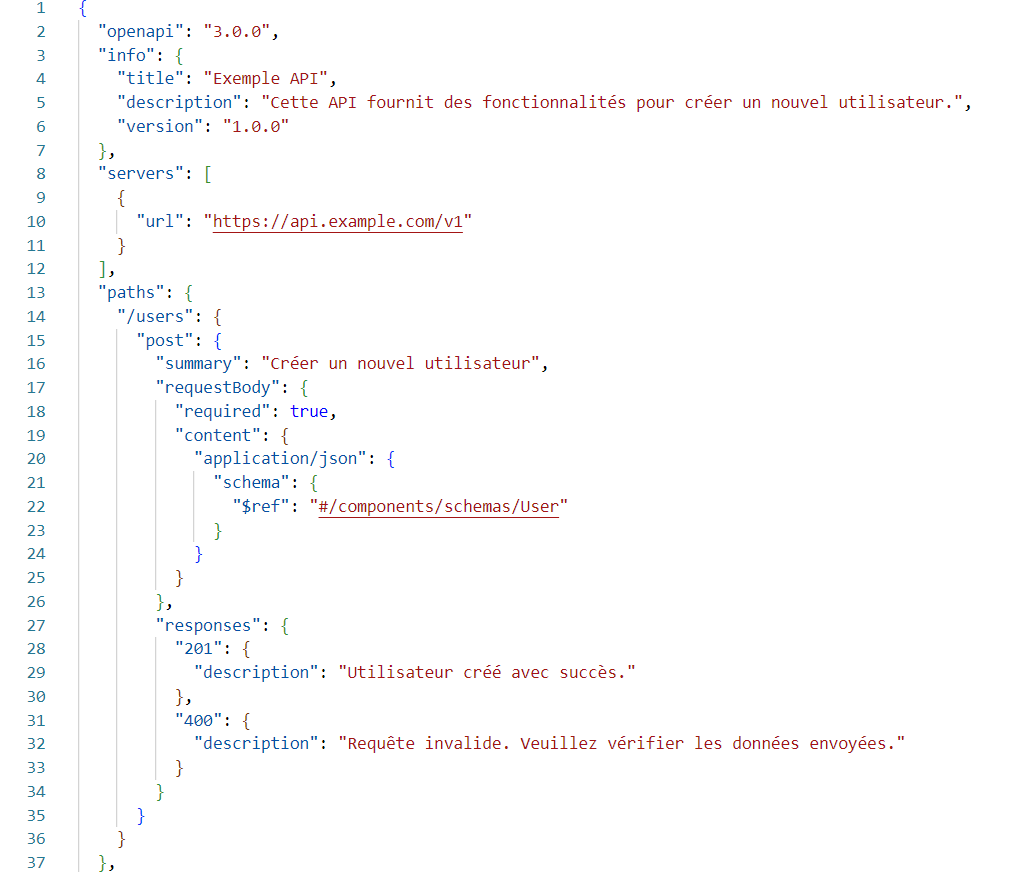 1 {
2 "openapi": "3.0.0",
3 "info": {
4 "title": "Exemple API",
5 "description": "Cette API fournit des fonctionnalités pour créer un nouvel utilisateur.",
6 "version": "1.0.0"
7 },
8 "servers": [
9 {
10 "url": "https://api.example.com/v1"
11 }
12 ],
13 "paths": {
14 "/users": {
15 "post": {
16 "summary": "Créer un nouvel utilisateur",
17 "requestBody": {
18 "required": true,
19 "content": {
20 "application/json": {
21 "schema": {
22 "$ref": "#/components/schemas/User"
23 }
24 }
25 }
26 },
27 "responses": {
28 "201": {
29 "description": "Utilisateur créé avec succès."
30 },
31 "400": {
32 "description": "Requête invalide. Veuillez vérifier les données envoyées."
33 }
34 }
35 }
36 }
37 },